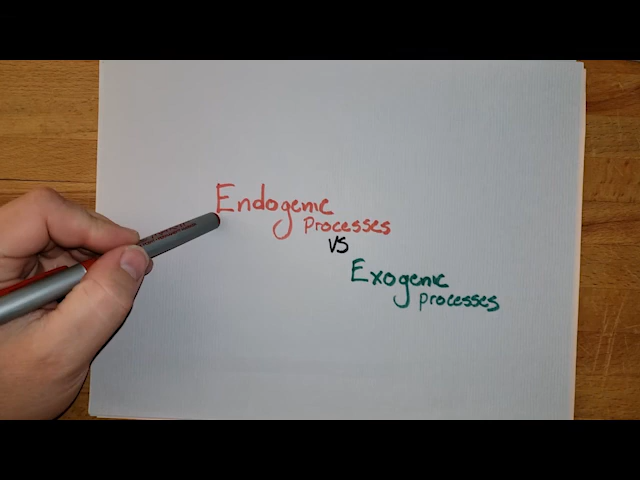 Endogenic
Processes
VS
Exogenic
processes